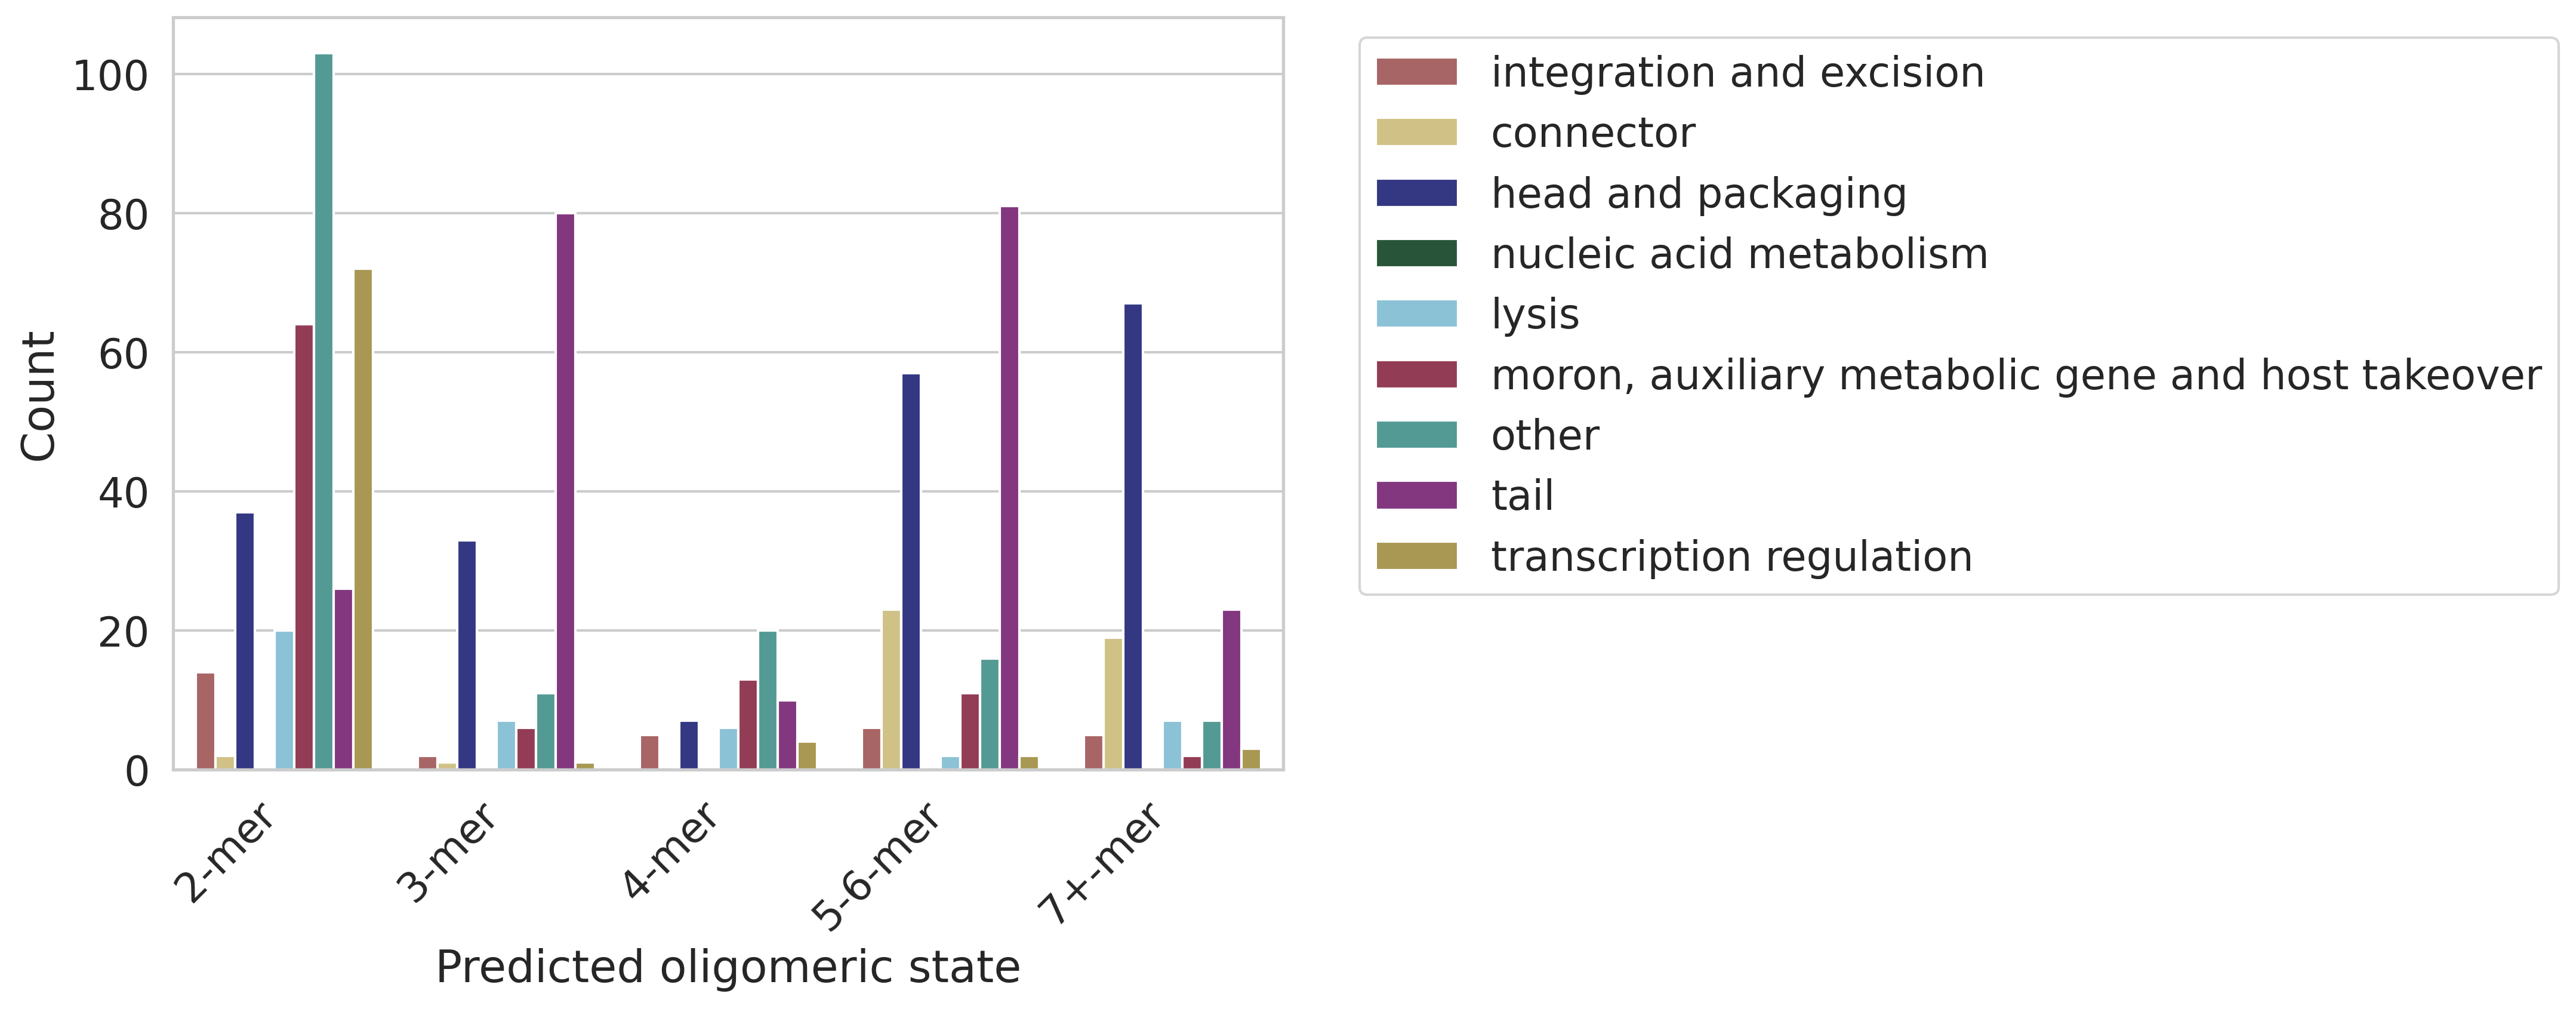 100
80
60
40
20
0
Count
2-mer
3-mer
4-mer
5-6-mer
7+-mer
Predicted oligomeric state
integration and excision
connector
head and packaging
nucleic acid metabolism
lysis
moron, auxiliary metabolic gene and host takeover
other
tail
transcription regulation